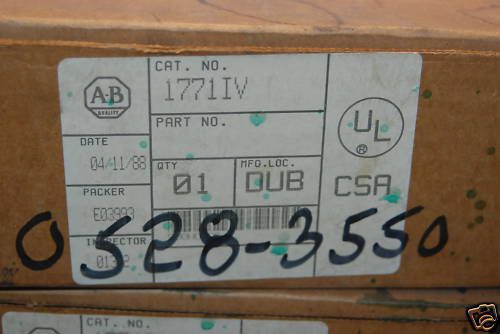 A-B
QUALITY
CAT. NO.
1771IV
PART NO.
UL
®
DATE
04/11/88
QTY
01
MFG.LOC.
DUB
CSA
PACKER
E03993
0528-3550
INSPECTOR
CAT. NO.